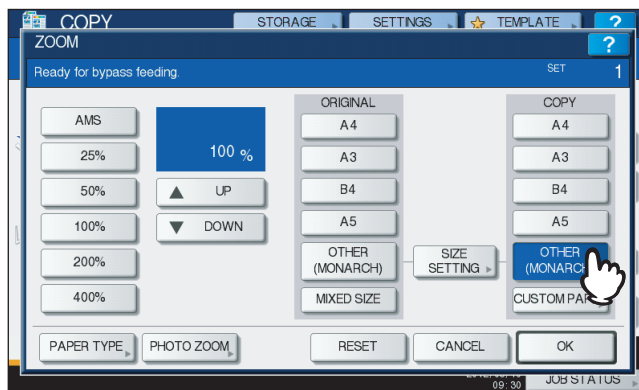 COPY
STORAGE
SETTINGS
TEMPLATE
?
ZOOM
?
Ready for bypass feeding.
SET
1
AMS
25%
50%
100%
200%
400%
100 %
UP
DOWN
ORIGINAL
A4
A3
B4
A5
OTHER
(MONARCH)
MIXED SIZE
SIZE
SETTING
COPY
A4
A3
B4
A5
OTHER
(MONARCH
CUSTOM
PAPER TYPE
PHOTO ZOOM
RESET
CANCEL
OK
09:30
JOB STATUS